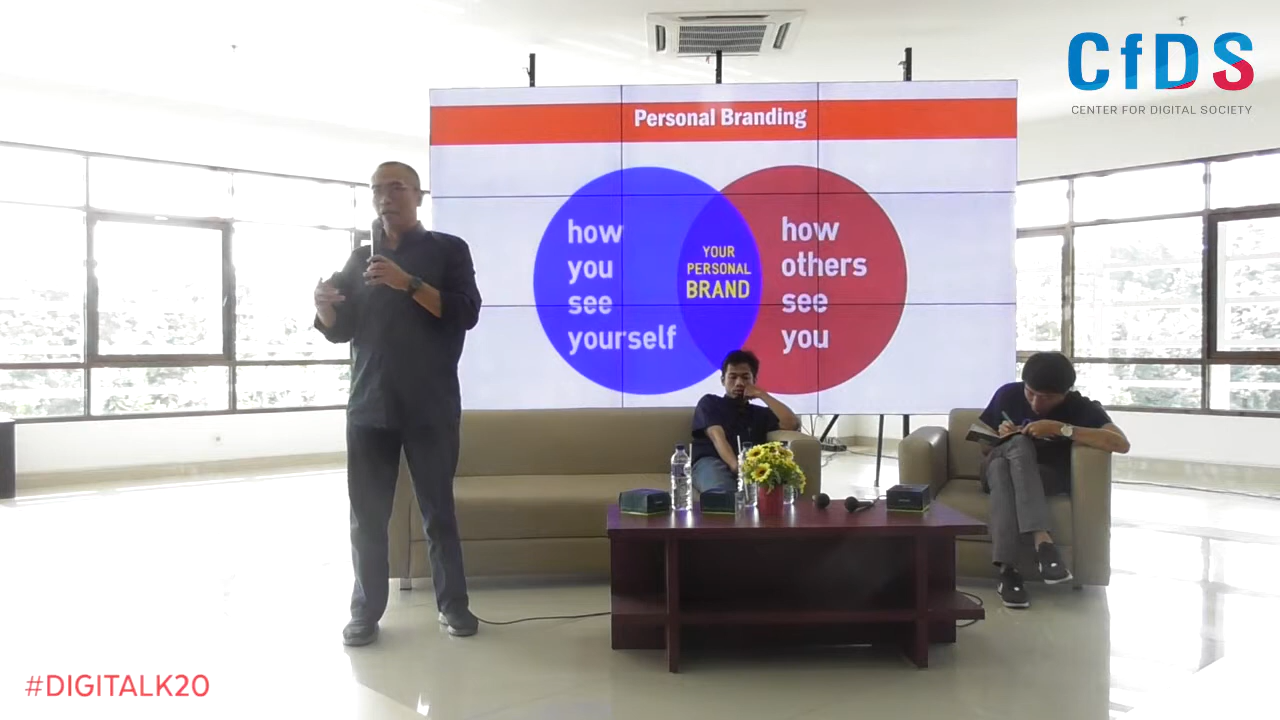 CfDS
CENTER FOR DIGITAL SOCIETY
Personal Branding
how
you
see
yourself
YOUR
PERSONAL
BRAND
how
others
see
you
#DIGITALK20